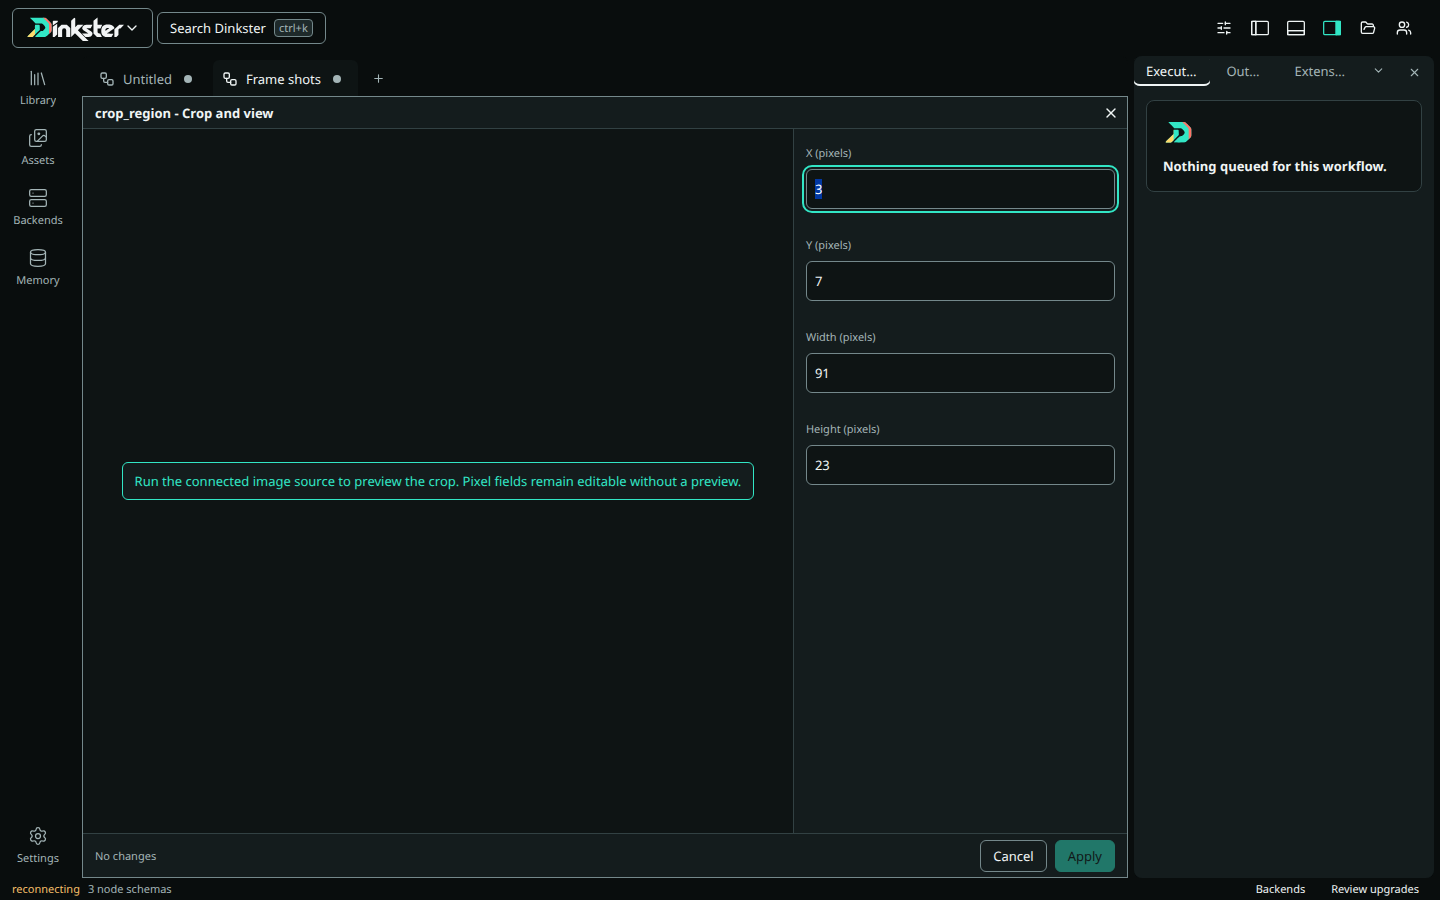 Dinkster
Search Dinkster ctrl+k
Library
Assets
Backends
Memory
Settings
Untitled
Frame shots
crop_region - Crop and view
Run the connected image source to preview the crop. Pixel fields remain editable without a preview.
X (pixels)
3
Y (pixels)
7
Width (pixels)
91
Height (pixels)
23
No changes
Cancel
Apply
Execut...
Out...
Extens...
Nothing queued for this workflow.
reconnecting
3 node schemas
Backends
Review upgrades